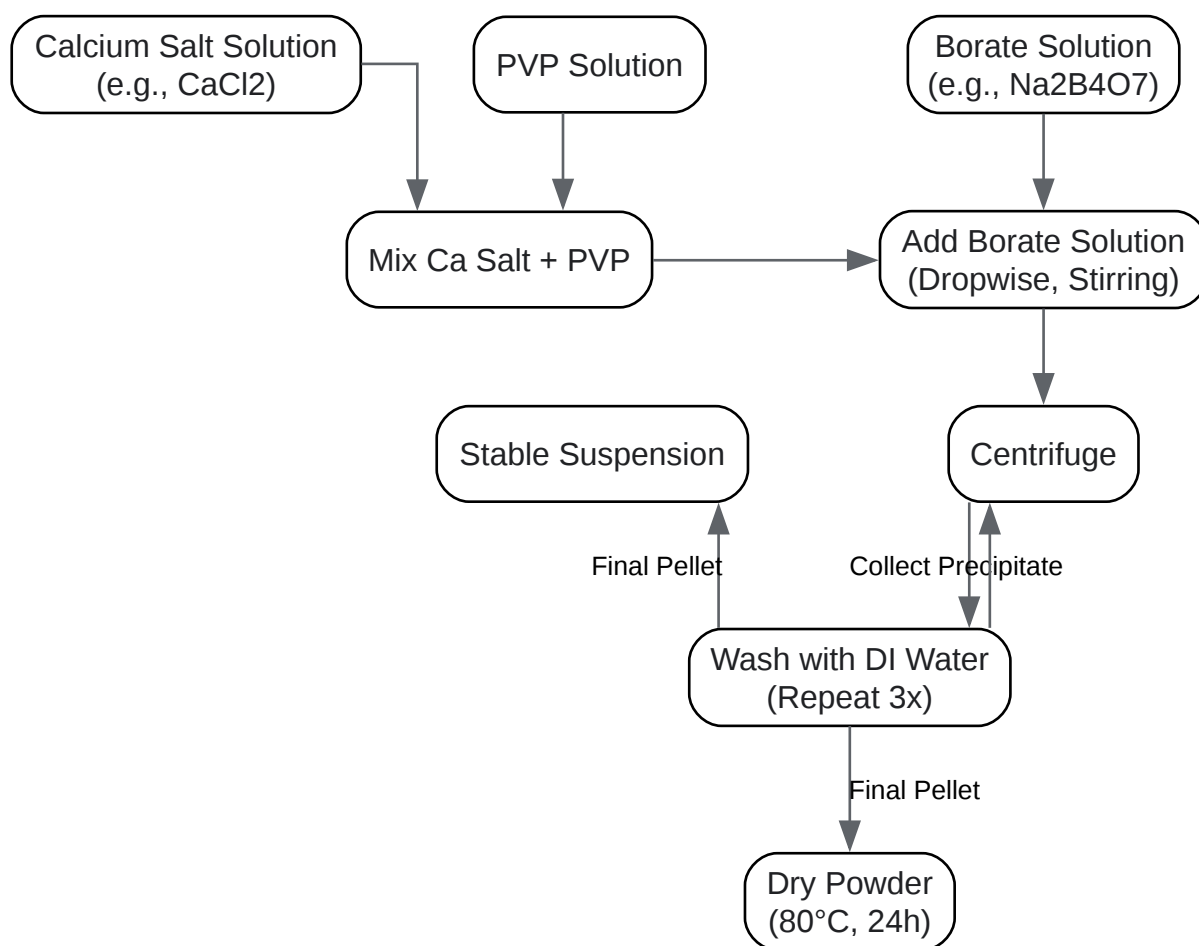 Calcium Salt Solution
(e.g., CaCl2)
PVP Solution
Borate Solution
(e.g., Na2B4O7)
Mix Ca Salt + PVP
Add Borate Solution
(Dropwise, Stirring)
Stable Suspension
Centrifuge
Final Pellet
Collect Precipitate
Wash with DI Water
(Repeat 3x)
Final Pellet
Dry Powder
(80°C, 24h)